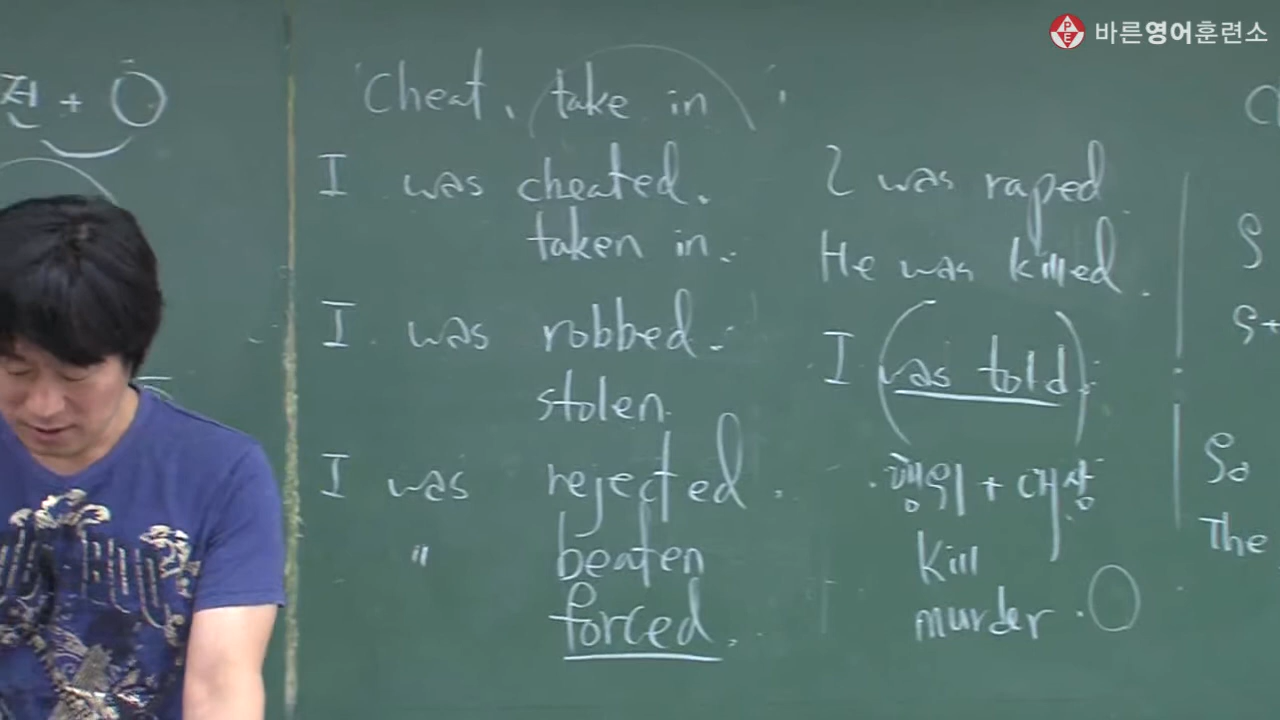 바른영어훈련소
전 + O
Cheat, take in
I was cheated.
taken in.
I was robbed.
stolen.
I was rejected.
" beaten
forced.
I was raped
He was killed.
I was told.
행위 + 대상
kill
murder. O
So
The